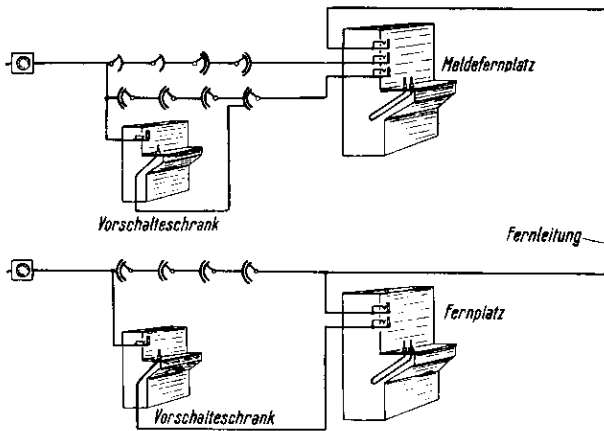 Meldefernplatz
Vorschalteschrank
Fernleitung
Fernplatz
Vorschalteschrank